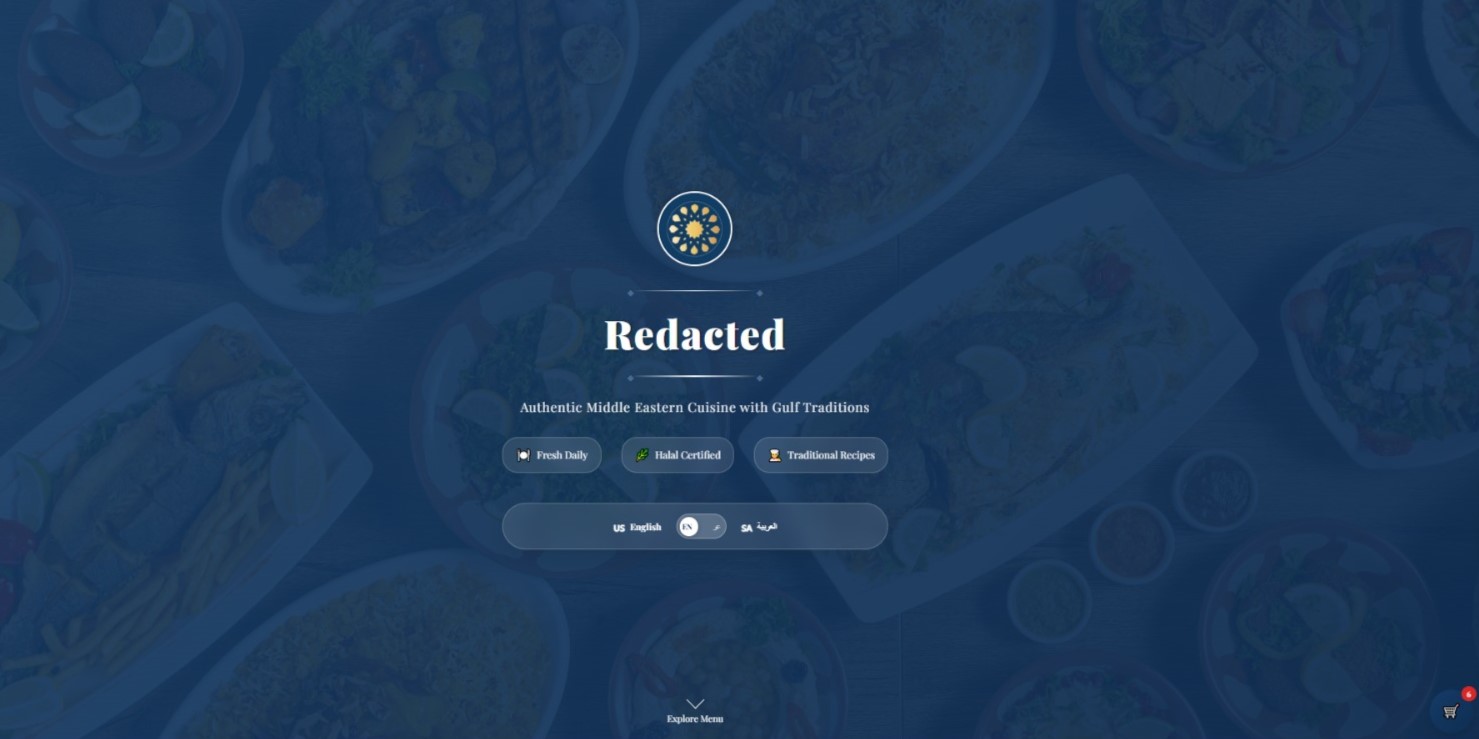 Redacted
Authentic Middle Eastern Cuisine with Gulf Traditions
Fresh Daily
Halal Certified
Traditional Recipes
US English EN عر SA العربية
Explore Menu
6